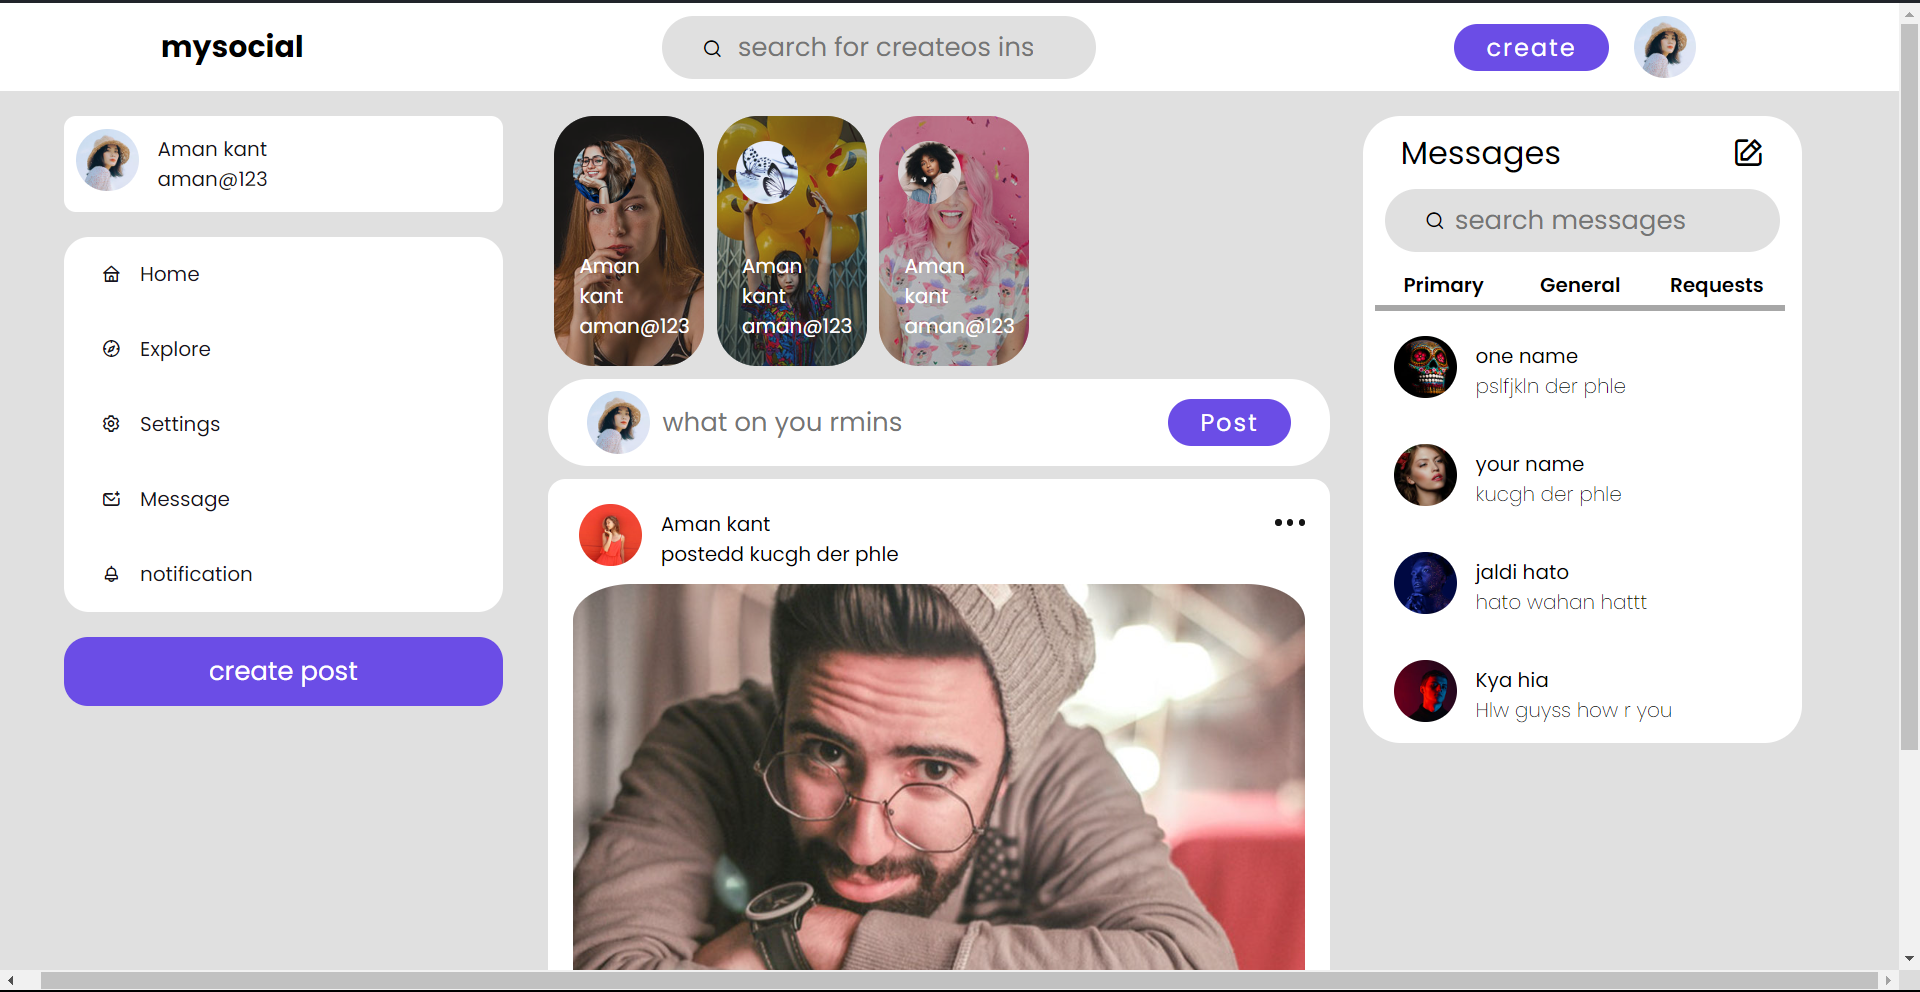 mysocial
search for createos ins
create
Aman kant
aman@123
Home
Explore
Settings
Message
notification
create post
Aman
kant
aman@123
Aman
kant
aman@123
Aman
kant
aman@123
what on you rmins
Post
Aman kant
postedd kucgh der phle
Messages
search messages
Primary General Requests
one name
pslfjkln der phle
your name
kucgh der phle
jaldi hato
hato wahan hattt
Kya hia
Hlw guyss how r you